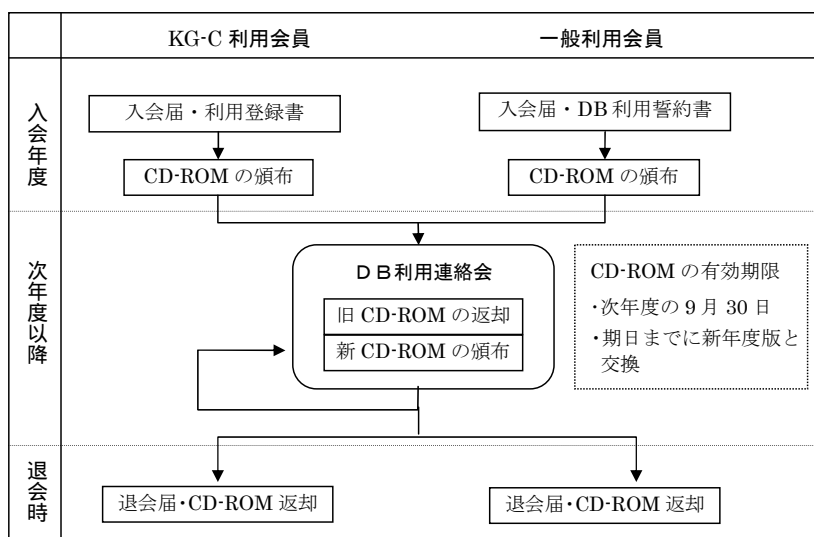 KG-C 利用会員
一般利用会員
入会年度
入会届・利用登録書
入会届・DB 利用誓約書
CD-ROM の頒布
CD-ROM の頒布
次年度以降
ＤＢ利用連絡会
旧 CD-ROM の返却
新 CD-ROM の頒布
CD-ROM の有効期限
・次年度の 9 月 30 日
・期日までに新年度版と
交換
退会時
退会届・CD-ROM 返却
退会届・CD-ROM 返却